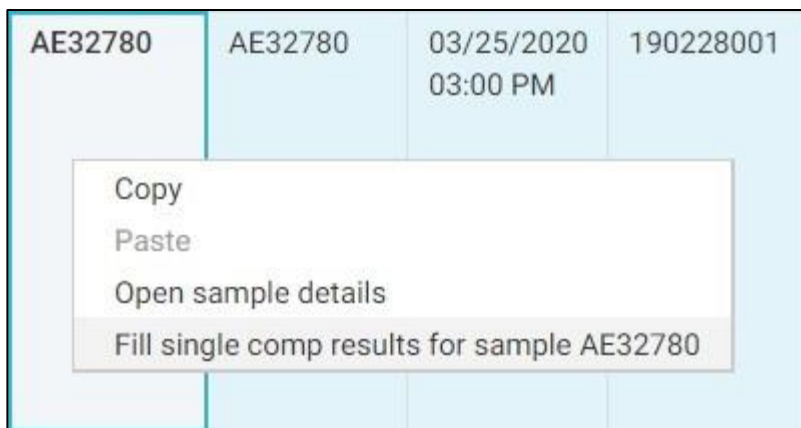 AE32780
AE32780
03/25/2020
03:00 PM
190228001
Copy
Paste
Open sample details
Fill single comp results for sample AE32780